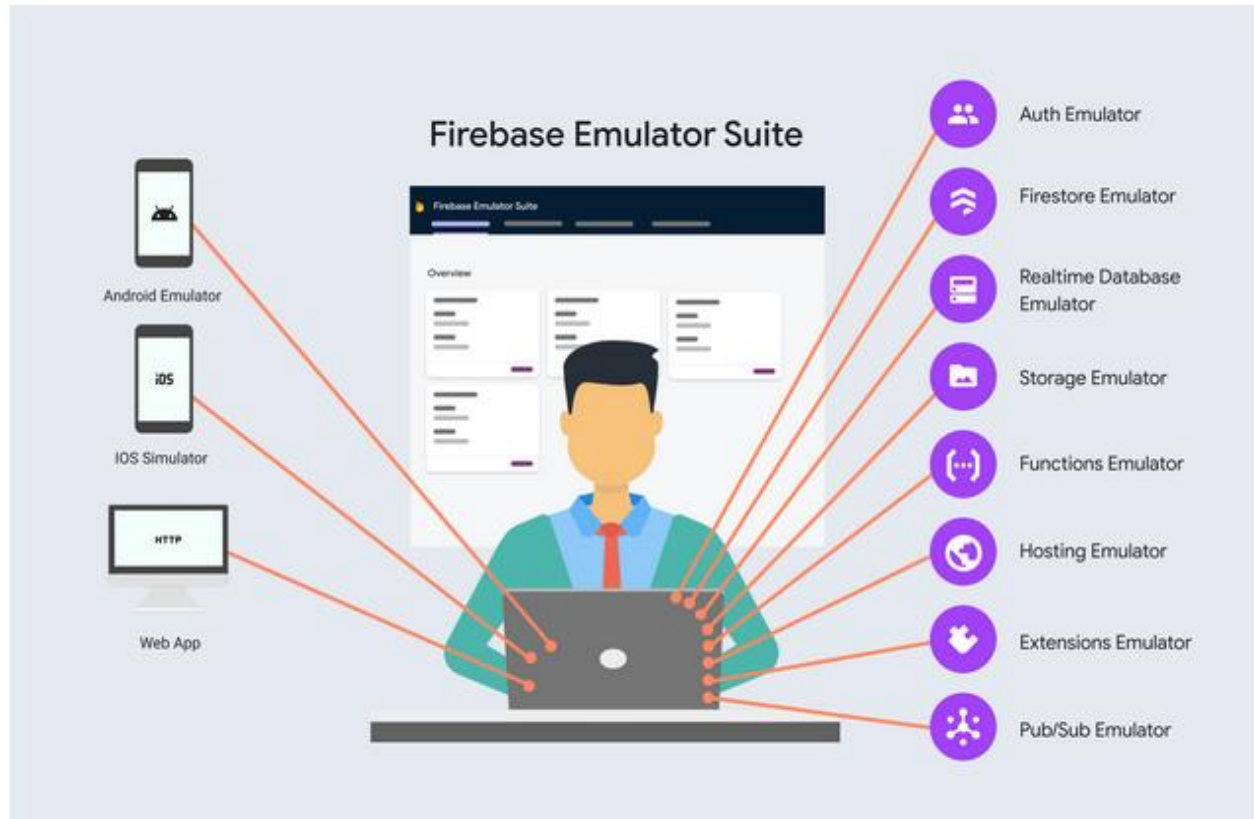 Firebase Emulator Suite
Firebase Emulator Suite
Overview
Android Emulator
iOS
IOS Simulator
HTTP
Web App
Auth Emulator
Firestore Emulator
Realtime Database
Emulator
Storage Emulator
Functions Emulator
Hosting Emulator
Extensions Emulator
Pub/Sub Emulator